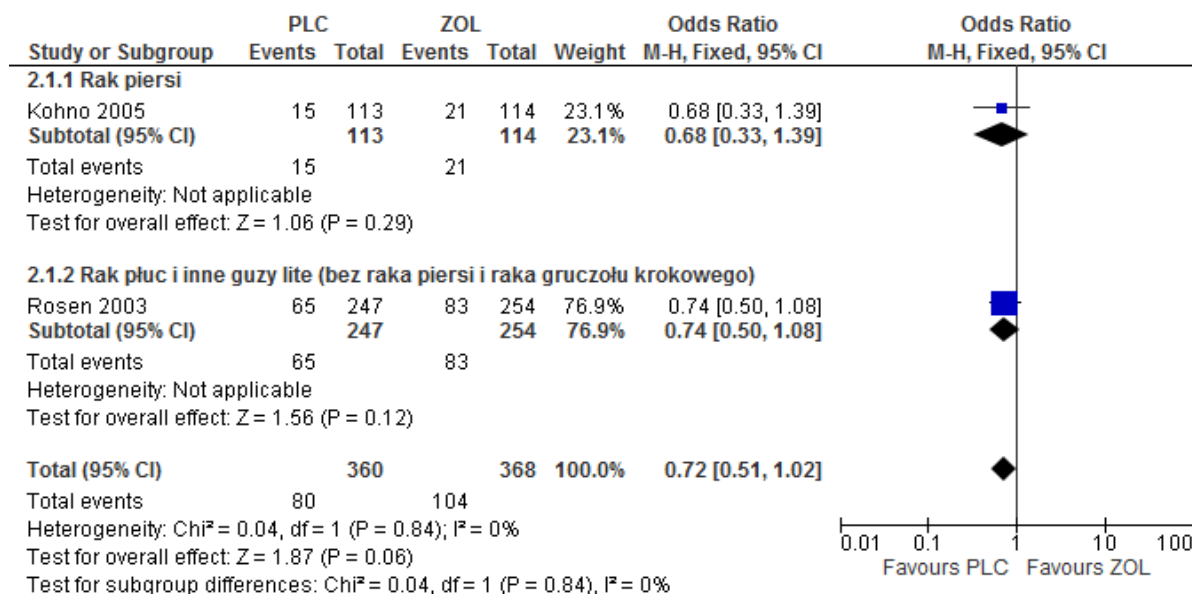 PLC ZOL Odds Ratio Odds Ratio
Study or Subgroup Events Total Events Total Weight M-H, Fixed, 95% CI M-H, Fixed, 95% CI
2.1.1 Rak piersi
Kohno 2005 15 113 21 114 23.1% 0.68 [0.33, 1.39]
Subtotal (95% CI) 113 114 23.1% 0.68 [0.33, 1.39]
Total events 15 21
Heterogeneity: Not applicable
Test for overall effect: Z = 1.06 (P = 0.29)
2.1.2 Rak płuc i inne guzy lite (bez raka piersi i raka gruczołu krokowego)
Rosen 2003 65 247 83 254 76.9% 0.74 [0.50, 1.08]
Subtotal (95% CI) 247 254 76.9% 0.74 [0.50, 1.08]
Total events 65 83
Heterogeneity: Not applicable
Test for overall effect: Z = 1.56 (P = 0.12)
Total (95% CI) 360 368 100.0% 0.72 [0.51, 1.02]
Total events 80 104
Heterogeneity: Chi² = 0.04, df = 1 (P = 0.84); I² = 0%
Test for overall effect: Z = 1.87 (P = 0.06)
Test for subgroup differences: Chi² = 0.04, df = 1 (P = 0.84), I² = 0%
0.01 0.1 1 10 100
Favours PLC Favours ZOL